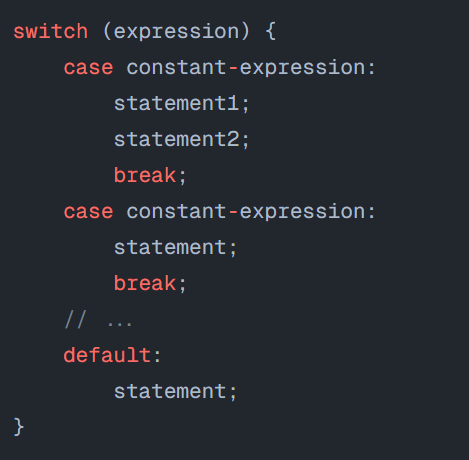 switch (expression) {
    case constant-expression:
        statement1;
        statement2;
        break;
    case constant-expression:
        statement;
        break;
    // ...
    default:
        statement;
}